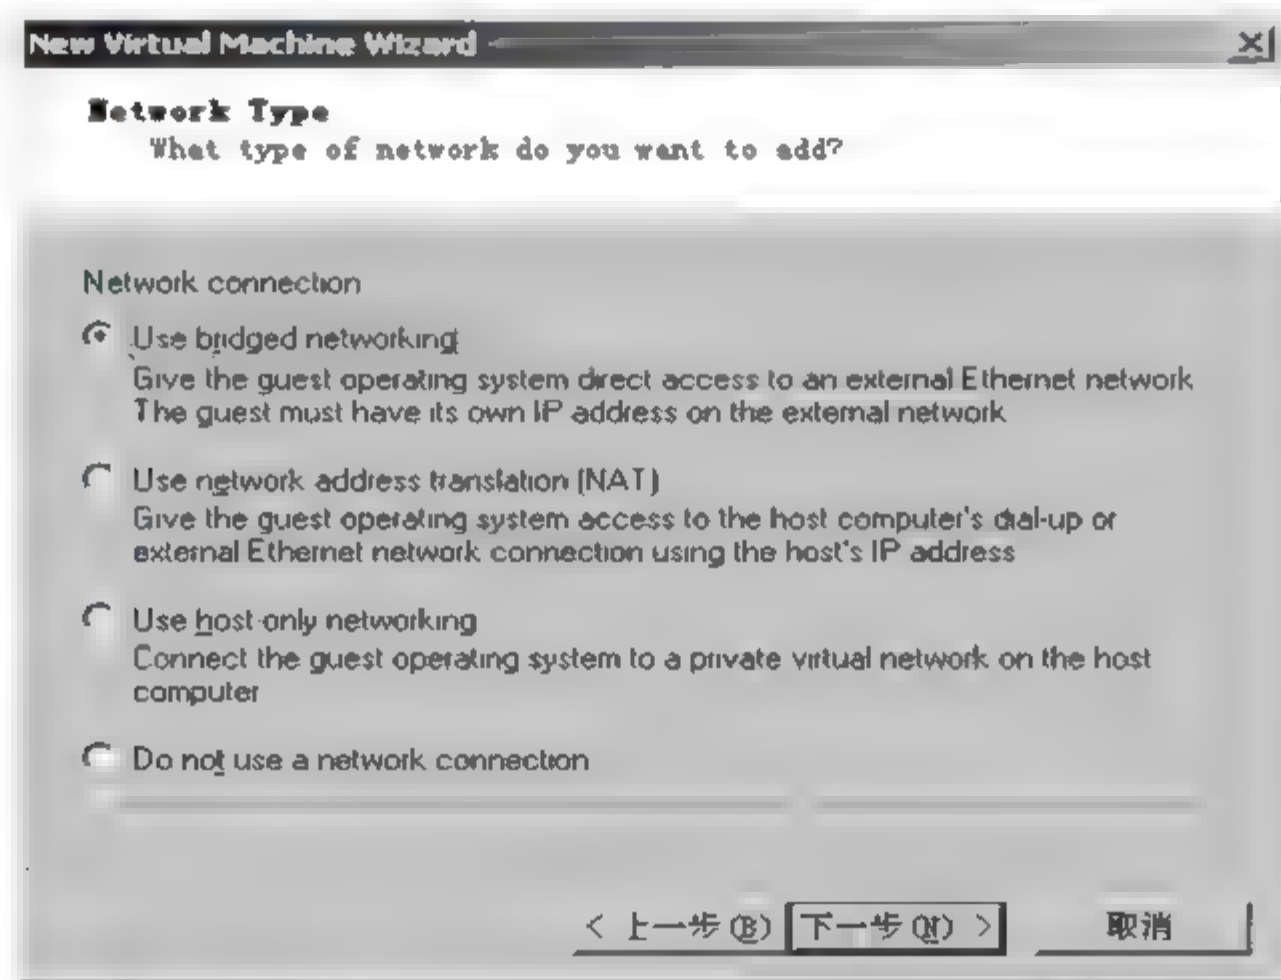 New Virtual Machine Wizard
Network Type
What type of network do you want to add?
Network connection
Use bridged networking
Give the guest operating system direct access to an external Ethernet network
The guest must have its own IP address on the external network
Use network address translation (NAT)
Give the guest operating system access to the host computer's dial-up or
external Ethernet network connection using the host's IP address
Use host-only networking
Connect the guest operating system to a private virtual network on the host
computer
Do not use a network connection
< 上一步(B) 下一步(N) > 取消